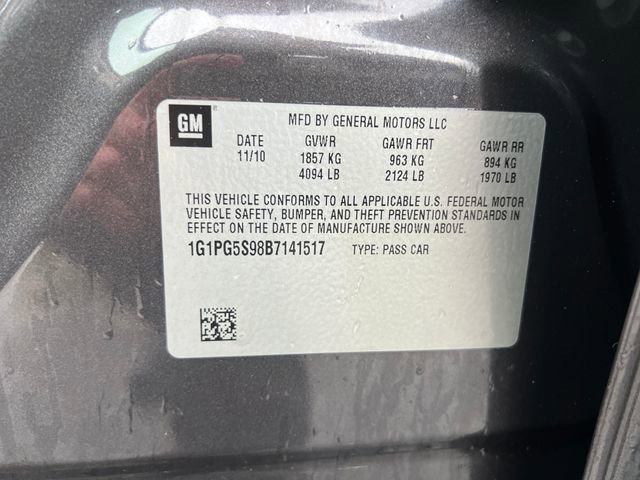 GM
MFD BY GENERAL MOTORS LLC
DATE GVWR GAWR FRT GAWR RR
11/10 1857 KG 963 KG 894 KG
4094 LB 2124 LB 1970 LB
THIS VEHICLE CONFORMS TO ALL APPLICABLE U.S. FEDERAL MOTOR
VEHICLE SAFETY, BUMPER, AND THEFT PREVENTION STANDARDS IN
EFFECT ON THE DATE OF MANUFACTURE SHOWN ABOVE.
1G1PG5S98B7141517 TYPE: PASS CAR